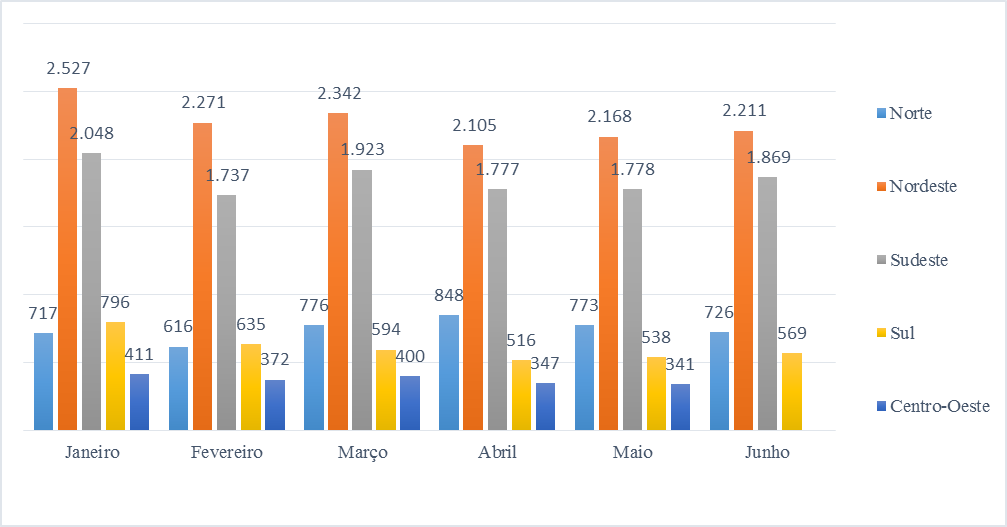 2.527
2.271
2.342
2.105
2.168
2.211
2.048
1.737
1.923
1.777
1.778
1.869
717
796
411
616
635
372
776
594
400
848
516
347
773
538
341
726
569
Janeiro
Fevereiro
Março
Abril
Maio
Junho
Norte
Nordeste
Sudeste
Sul
Centro-Oeste